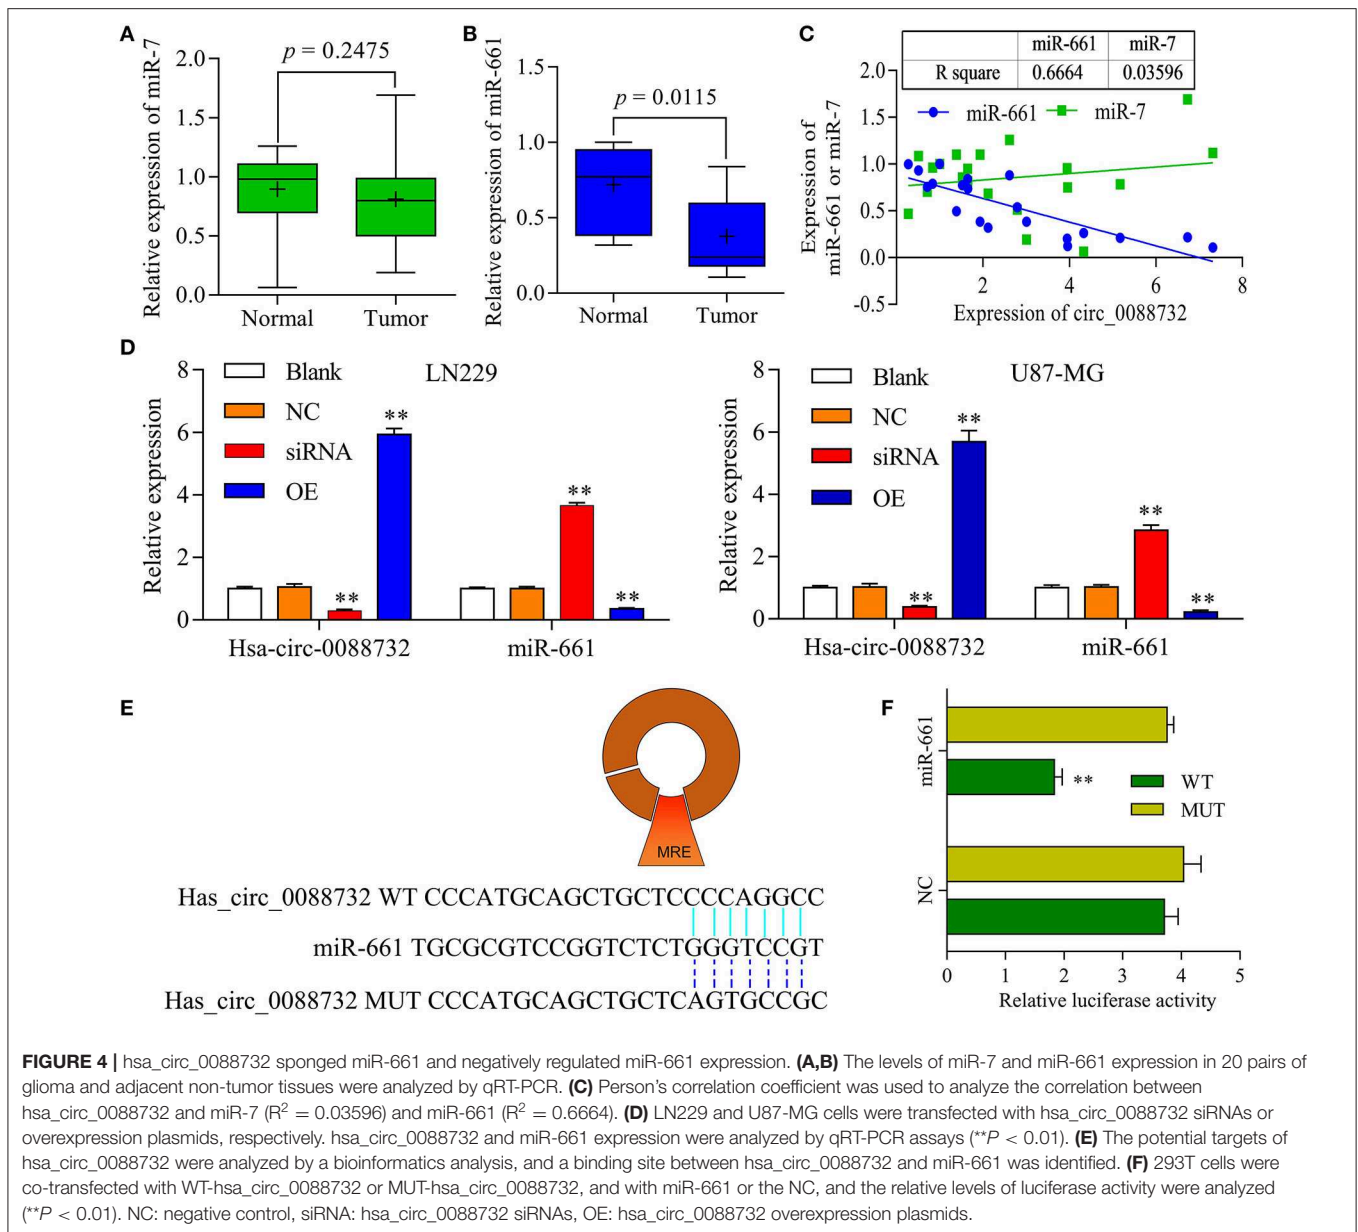 A
Relative expression of miR-7
p = 0.2475
2.0
1.5
1.0
0.5
0.0
Normal Tumor
B
Relative expression of miR-661
p = 0.0115
1.5
1.0
0.5
0.0
Normal Tumor
C
miR-661 miR-7
R square 0.6664 0.03596
miR-661 miR-7
Expression of
miR-661 or miR-7
2.0
1.5
1.0
0.5
0.0
-0.5
2 4 6 8
Expression of circ_0088732
D
LN229
Relative expression
8
6
4
2
0
Blank
NC
siRNA
OE
** ** ** **
Hsa-circ-0088732 miR-661
U87-MG
Relative expression
8
6
4
2
0
Blank
NC
siRNA
OE
** ** ** **
Hsa-circ-0088732 miR-661
E
MRE
Has_circ_0088732 WT CCCATGCAGCTGCTCCCCAGGCC
miR-661 TGCGCGTCCGGTCTCTGGGTCCGT
Has_circ_0088732 MUT CCCATGCAGCTGCTCAGTGCCGC
F
miR-661
NC
**
WT
MUT
0 1 2 3 4 5
Relative luciferase activity
FIGURE 4 | hsa_circ_0088732 sponged miR-661 and negatively regulated miR-661 expression. (A,B) The levels of miR-7 and miR-661 expression in 20 pairs of
glioma and adjacent non-tumor tissues were analyzed by qRT-PCR. (C) Person's correlation coefficient was used to analyze the correlation between
hsa_circ_0088732 and miR-7 (R² = 0.03596) and miR-661 (R² = 0.6664). (D) LN229 and U87-MG cells were transfected with hsa_circ_0088732 siRNAs or
overexpression plasmids, respectively. hsa_circ_0088732 and miR-661 expression were analyzed by qRT-PCR assays (**P < 0.01). (E) The potential targets of
hsa_circ_0088732 were analyzed by a bioinformatics analysis, and a binding site between hsa_circ_0088732 and miR-661 was identified. (F) 293T cells were
co-transfected with WT-hsa_circ_0088732 or MUT-hsa_circ_0088732, and with miR-661 or the NC, and the relative levels of luciferase activity were analyzed
(**P < 0.01). NC: negative control, siRNA: hsa_circ_0088732 siRNAs, OE: hsa_circ_0088732 overexpression plasmids.